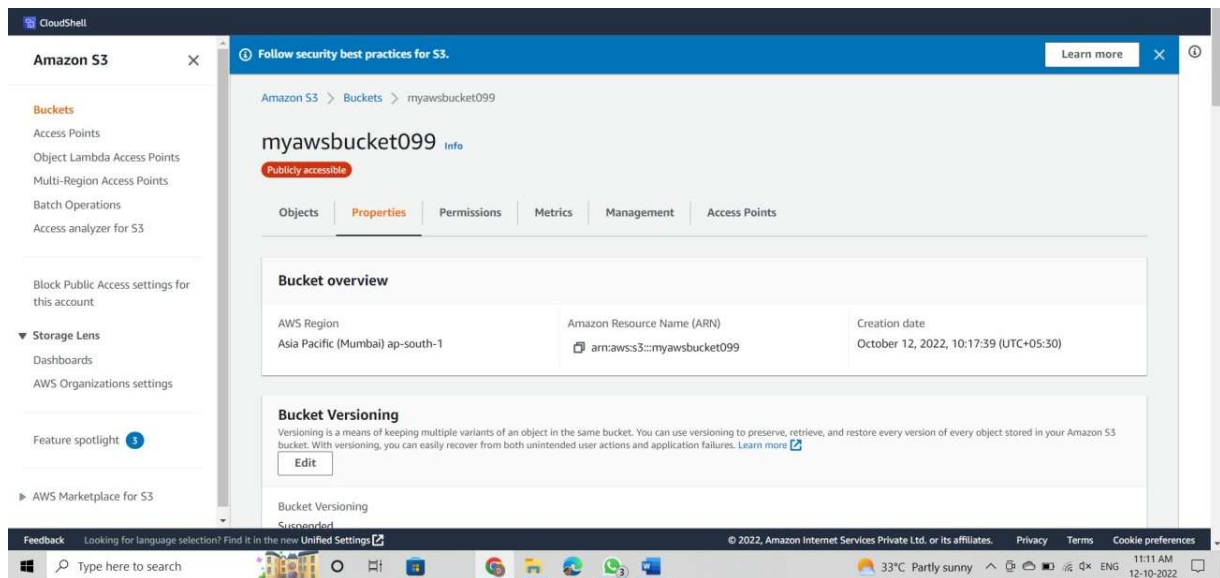 CloudShell
Amazon S3
Buckets
Access Points
Object Lambda Access Points
Multi-Region Access Points
Batch Operations
Access analyzer for S3
Block Public Access settings for
this account
Storage Lens
Dashboards
AWS Organizations settings
Feature spotlight 3
AWS Marketplace for S3
Follow security best practices for S3.
Learn more
Amazon S3 > Buckets > myawsbucket099
myawsbucket099 Info
Publicly accessible
Objects Properties Permissions Metrics Management Access Points
Bucket overview
AWS Region
Asia Pacific (Mumbai) ap-south-1
Amazon Resource Name (ARN)
arn:aws:s3:::myawsbucket099
Creation date
October 12, 2022, 10:17:39 (UTC+05:30)
Bucket Versioning
Versioning is a means of keeping multiple variants of an object in the same bucket. You can use versioning to preserve, retrieve, and restore every version of every object stored in your Amazon S3
bucket. With versioning, you can easily recover from both unintended user actions and application failures. Learn more
Edit
Bucket Versioning
Suspended
Feedback Looking for language selection? Find it in the new Unified Settings © 2022, Amazon Internet Services Private Ltd. or its affiliates. Privacy Terms Cookie preferences
Type here to search 3 33°C Partly sunny ENG 11:11 AM
12-10-2022